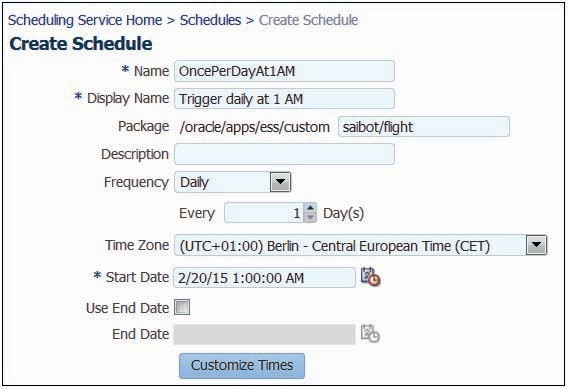 Scheduling Service Home > Schedules > Create Schedule
Create Schedule
* Name OncePerDayAt1AM
* Display Name Trigger daily at 1 AM
Package /oracle/apps/ess/custom saibot/flight
Description
Frequency Daily
Every 1 Day(s)
Time Zone (UTC+01:00) Berlin - Central European Time (CET)
* Start Date 2/20/15 1:00:00 AM
Use End Date
End Date
Customize Times